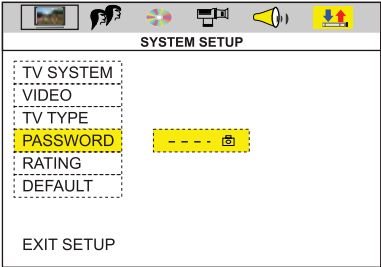 SYSTEM SETUP
TV SYSTEM
VIDEO
TV TYPE
PASSWORD - - - -
RATING
DEFAULT
EXIT SETUP